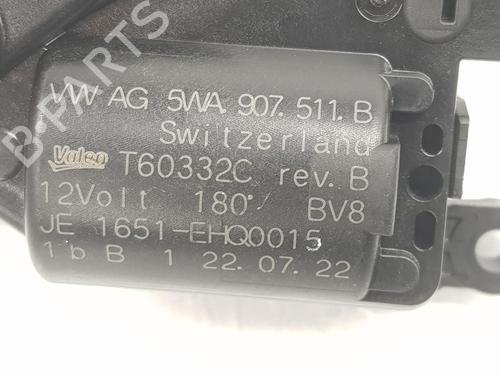 B-PARTS
VW AG 5WA.907.511.B
Switzerland
Valeo T60332C rev.B
12Volt 180° BV8
JE 1651-EHQ0015
1bB 1 22.07.22